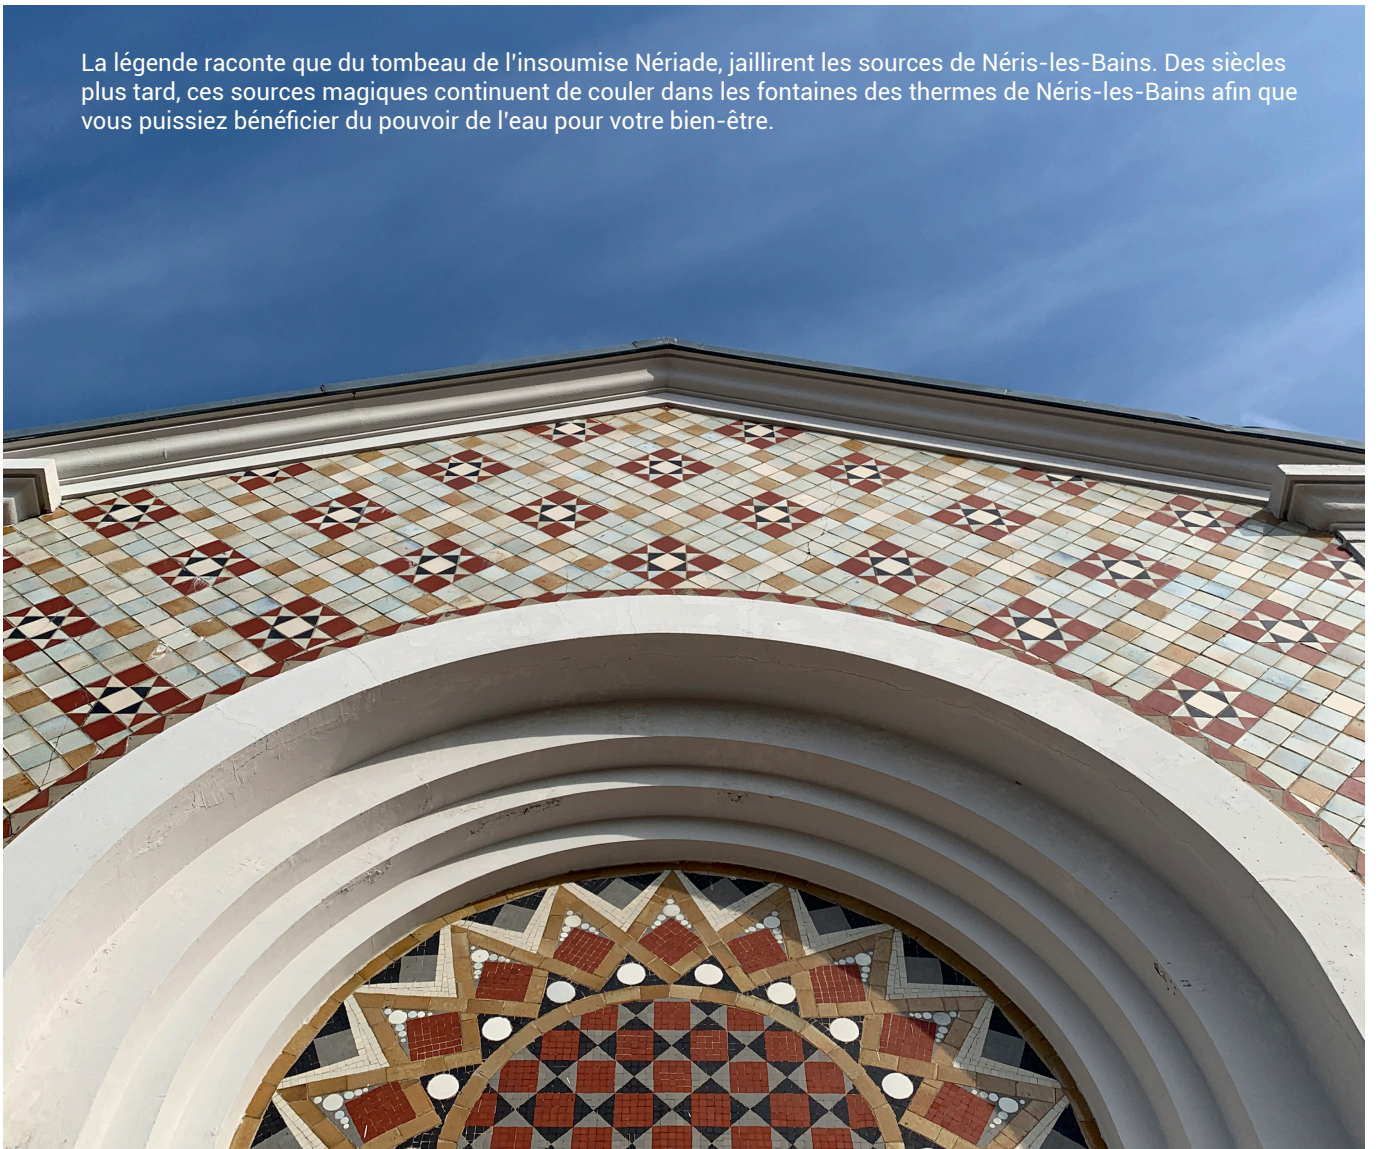 La légende raconte que du tombeau de l'insoumise Nériade, jaillirent les sources de Néris-les-Bains. Des siècles
plus tard, ces sources magiques continuent de couler dans les fontaines des thermes de Néris-les-Bains afin que
vous puissiez bénéficier du pouvoir de l'eau pour votre bien-être.